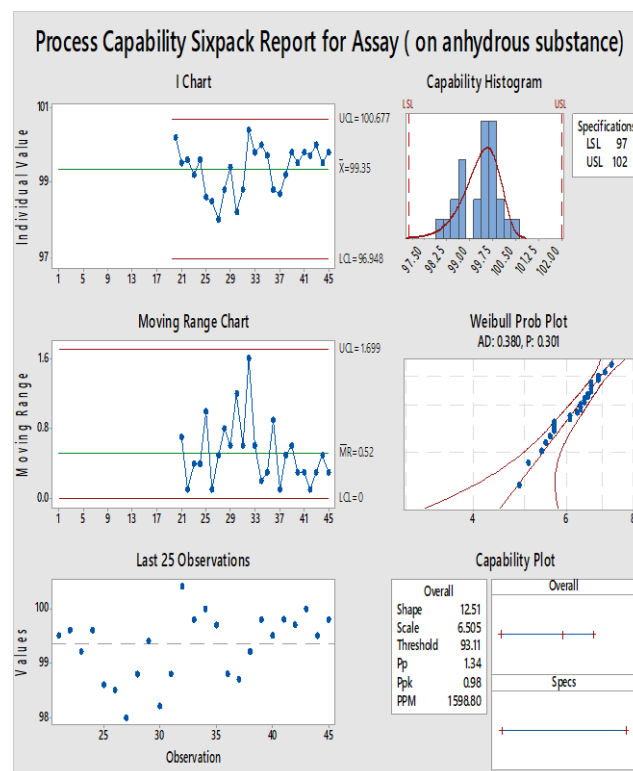 Process Capability Sixpack Report for Assay ( on anhydrous substance)
I Chart
Individual Value
101
99
97
UCL=100.677
X̄=99.35
LCL=96.948
1 5 9 13 17 21 25 29 33 37 41 45
Capability Histogram
LSL USL
Specifications
LSL 97
USL 102
97.50 98.25 99.00 99.75 100.50 101.25 102.00
Moving Range Chart
Moving Range
1.6
0.8
0.0
UCL=1.699
M̄R̄=0.52
LCL=0
1 5 9 13 17 21 25 29 33 37 41 45
Weibull Prob Plot
AD: 0.380, P: 0.301
4 6 8
Last 25 Observations
Values
100
99
98
25 30 35 40 45
Observation
Capability Plot
Overall
Shape 12.51
Scale 6.505
Threshold 93.11
Pp 1.34
Ppk 0.98
PPM 1598.80
Overall
Specs